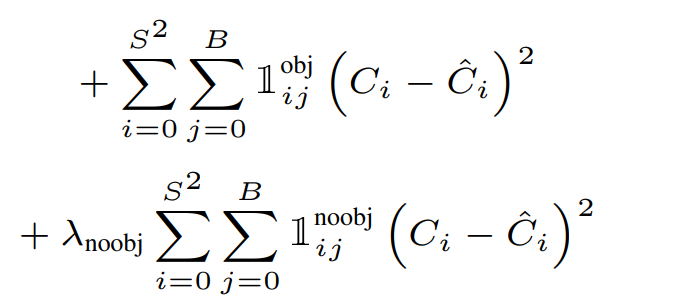 $+ \sum_{i=0}^{S^2} \sum_{j=0}^{B} \mathbb{1}_{ij}^{\text{obj}} \left( C_i - \hat{C}_i \right)^2$
$+ \lambda_{\text{noobj}} \sum_{i=0}^{S^2} \sum_{j=0}^{B} \mathbb{1}_{ij}^{\text{noobj}} \left( C_i - \hat{C}_i \right)^2$